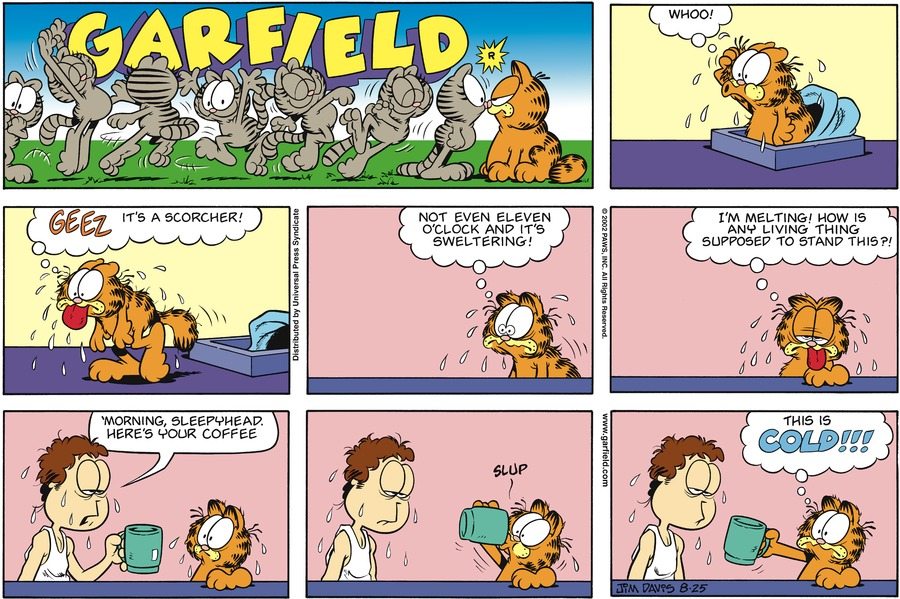 GARFIELD
R
WHOO!
GEEZ IT'S A SCORCHER!
Distributed by Universal Press Syndicate
NOT EVEN ELEVEN
O'CLOCK AND IT'S
SWELTERING!
© 2002 PAWS, INC. All Rights Reserved.
I'M MELTING! HOW IS
ANY LIVING THING
SUPPOSED TO STAND THIS?!
'MORNING, SLEEPYHEAD.
HERE'S YOUR COFFEE
SLUP
www.garfield.com
THIS IS
COLD!!!
JIM DAVIS 8-25